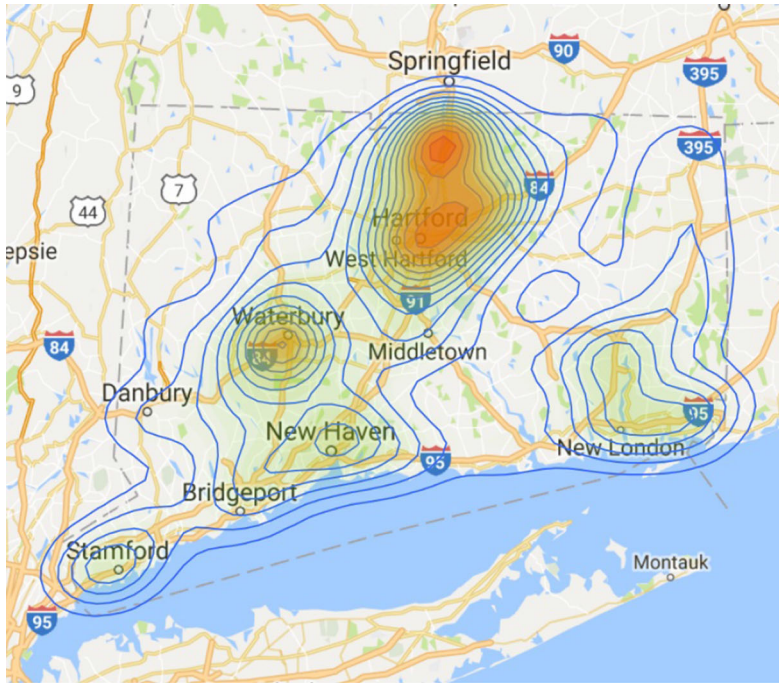 Springfield
90
9
395
395
7
84
44
Hartford
epsie
West Hartford
91
Waterbury
84
84
Middletown
Danbury
95
New Haven
95
New London
Bridgeport
Stamford
Montauk
95